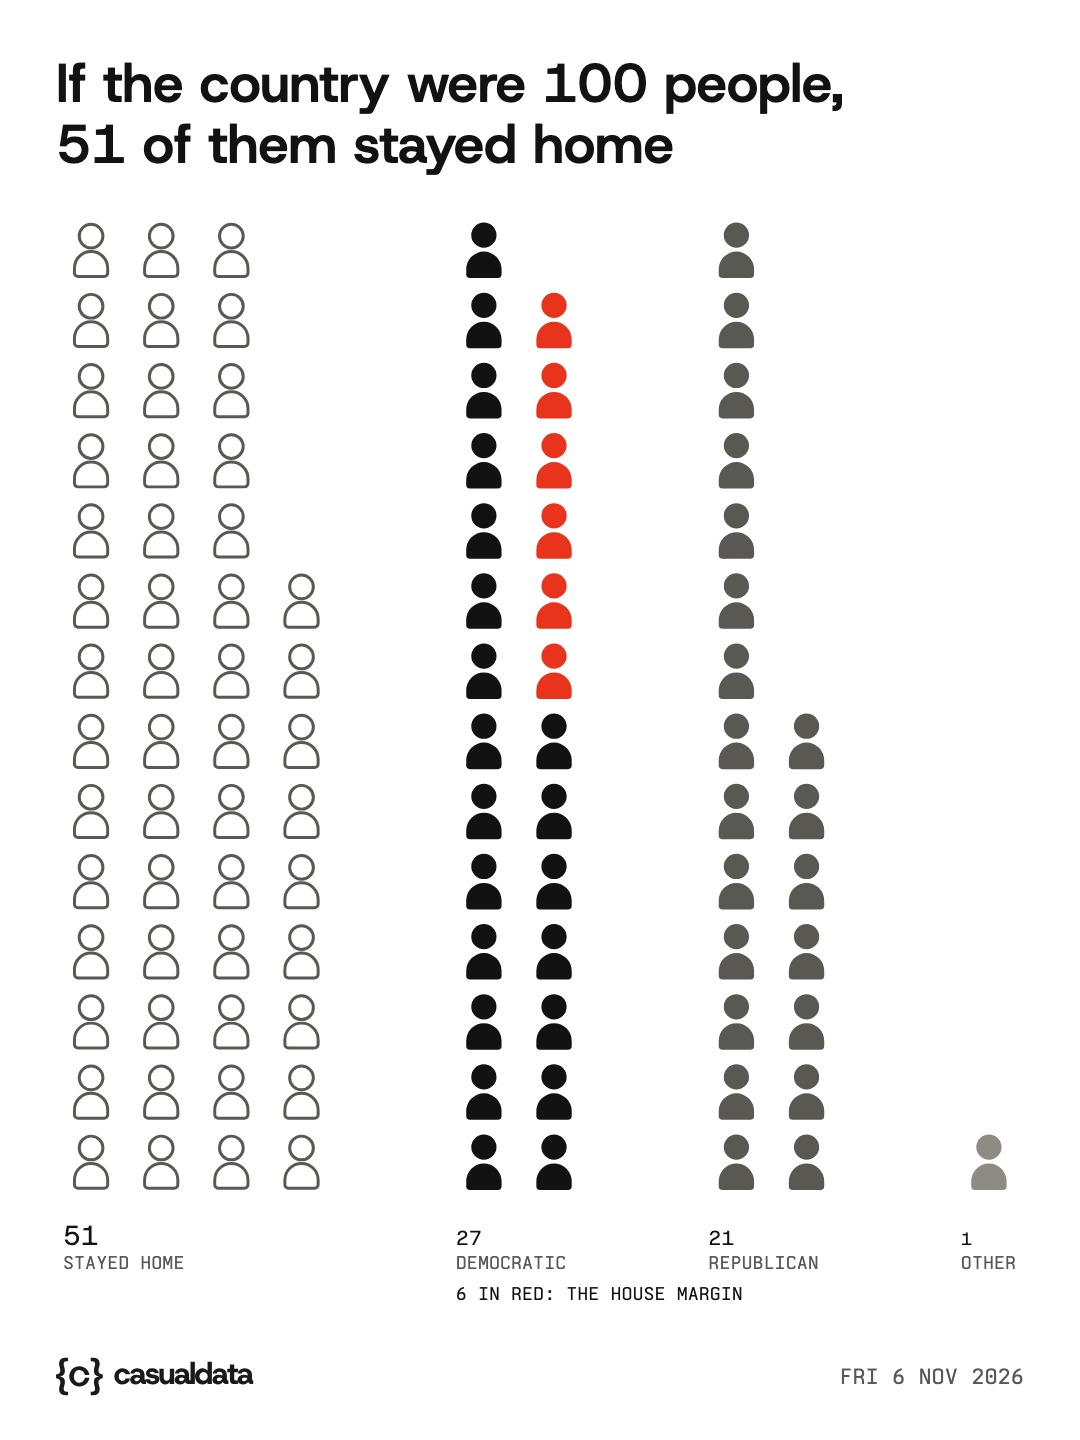 If the country were 100 people,
51 of them stayed home
51
STAYED HOME
27
DEMOCRATIC
6 IN RED: THE HOUSE MARGIN
21
REPUBLICAN
1
OTHER
{c} casualdata
FRI 6 NOV 2026